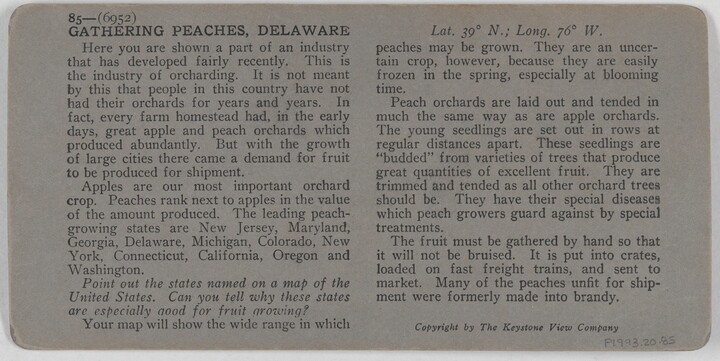 85—(6952)
GATHERING PEACHES, DELAWARE
Here you are shown a part of an industry
that has developed fairly recently. This is
the industry of orcharding. It is not meant
by this that people in this country have not
had their orchards for years and years. In
fact, every farm homestead had, in the early
days, great apple and peach orchards which
produced abundantly. But with the growth
of large cities there came a demand for fruit
to be produced for shipment.
Apples are our most important orchard
crop. Peaches rank next to apples in the value
of the amount produced. The leading peach-
growing states are New Jersey, Maryland,
Georgia, Delaware, Michigan, Colorado, New
York, Connecticut, California, Oregon and
Washington.
Point out the states named on a map of the
United States. Can you tell why these states
are especially good for fruit growing?
Your map will show the wide range in which
Lat. 39° N.; Long. 76° W.
peaches may be grown. They are an uncer-
tain crop, however, because they are easily
frozen in the spring, especially at blooming
time.
Peach orchards are laid out and tended in
much the same way as are apple orchards.
The young seedlings are set out in rows at
regular distances apart. These seedlings are
"budded" from varieties of trees that produce
great quantities of excellent fruit. They are
trimmed and tended as all other orchard trees
should be. They have their special diseases
which peach growers guard against by special
treatments.
The fruit must be gathered by hand so that
it will not be bruised. It is put into crates,
loaded on fast freight trains, and sent to
market. Many of the peaches unfit for ship-
ment were formerly made into brandy.
Copyright by The Keystone View Company
P1993.20.85